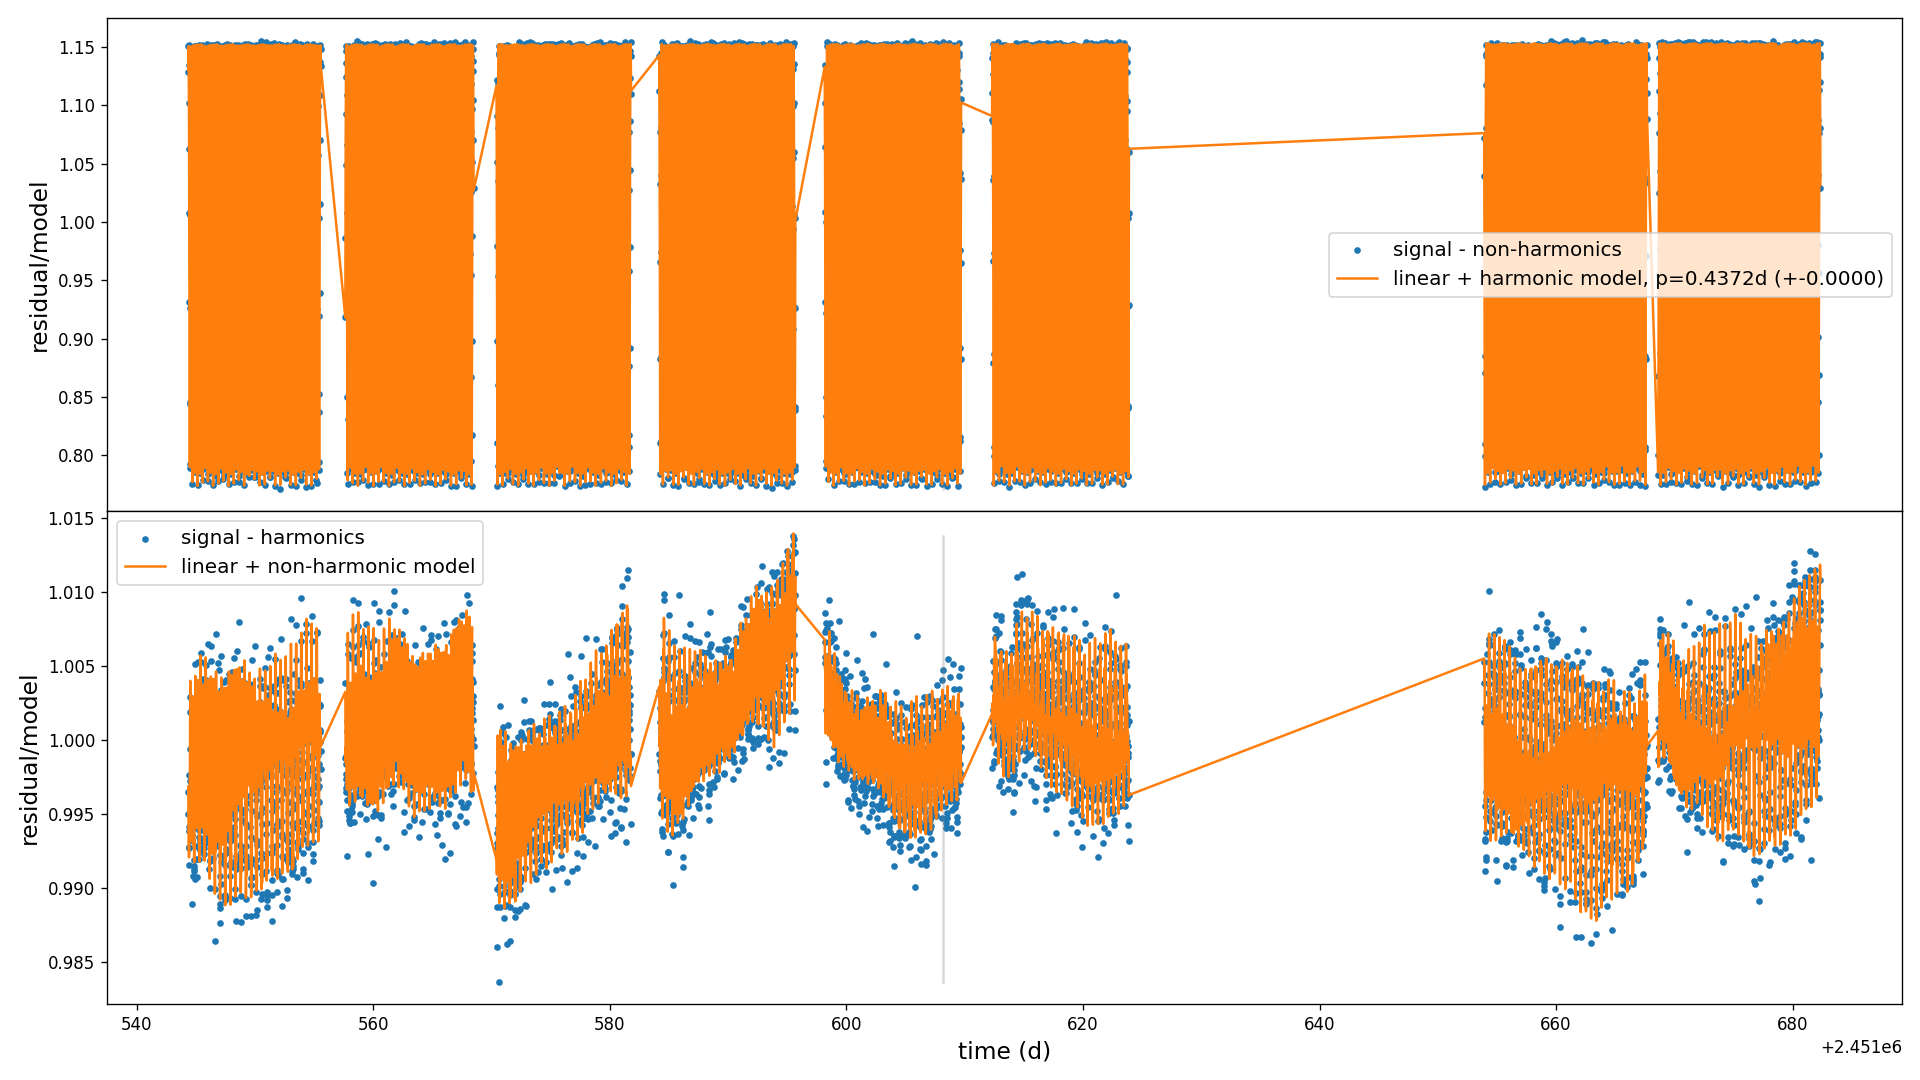 1.15
1.10
1.05
1.00
0.95
0.90
0.85
0.80
residual/model
signal - non-harmonics
linear + harmonic model, p=0.4372d (+-0.0000)
1.015
1.010
1.005
1.000
0.995
0.990
0.985
residual/model
signal - harmonics
linear + non-harmonic model
540
560
580
600
620
640
660
680
time (d)
+2.451e6